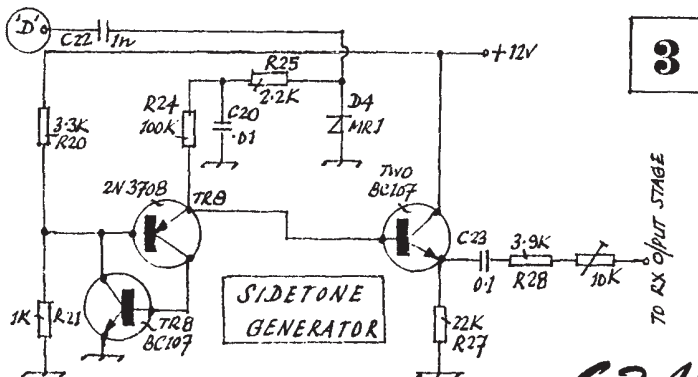 'D'
C22 1n
+12V
3
R25
2.2K
R24
100K
C20
.01
D4
MR1
3.3K
R20
2N3708
TR8
TWO
BC107
C23
0.1
3.9K
R28
10K
TO RX O/PUT STAGE
1K
R21
TR8
BC107
SIDETONE
GENERATOR
22K
R27